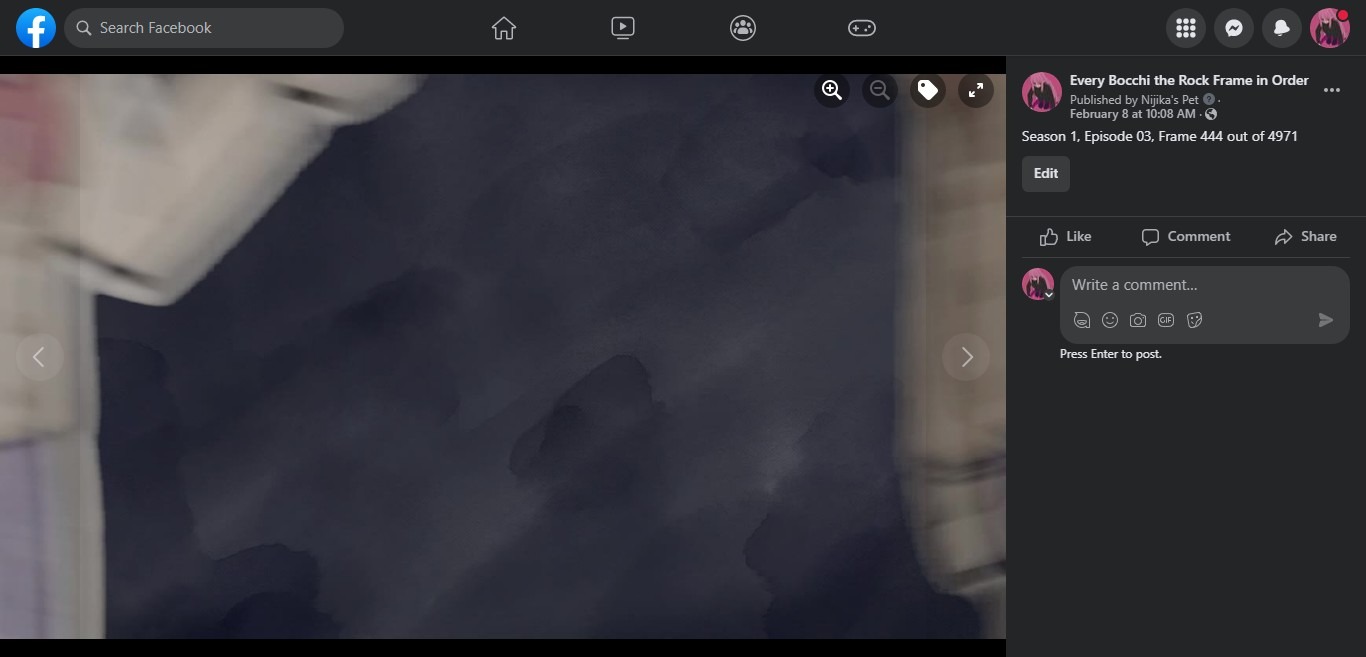 Search Facebook
Every Bocchi the Rock Frame in Order
Published by Nijika's Pet ? ·
February 8 at 10:08 AM ·
Season 1, Episode 03, Frame 444 out of 4971
Edit
Like Comment Share
Write a comment...
GIF
Press Enter to post.